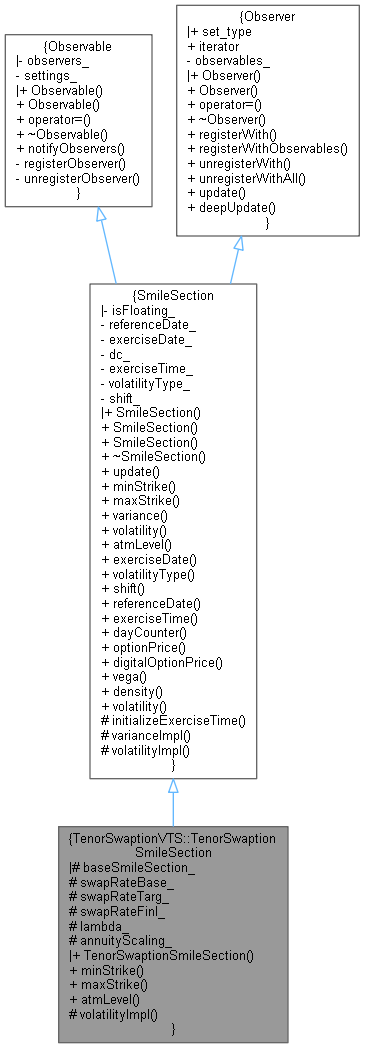 {Observable
|- observers_
- settings_
|+ Observable()
+ Observable()
+ operator=()
+ ~Observable()
+ notifyObservers()
- registerObserver()
- unregisterObserver()
}
{Observer
|+ set_type
+ iterator
- observables_
|+ Observer()
+ Observer()
+ operator=()
+ ~Observer()
+ registerWith()
+ registerWithObservables()
+ unregisterWith()
+ unregisterWithAll()
+ update()
+ deepUpdate()
}
{SmileSection
|- isFloating_
- referenceDate_
- exerciseDate_
- dc_
- exerciseTime_
- volatilityType_
- shift_
|+ SmileSection()
+ SmileSection()
+ SmileSection()
+ ~SmileSection()
+ update()
+ minStrike()
+ maxStrike()
+ variance()
+ volatility()
+ atmLevel()
+ exerciseDate()
+ volatilityType()
+ shift()
+ referenceDate()
+ exerciseTime()
+ dayCounter()
+ optionPrice()
+ digitalOptionPrice()
+ vega()
+ density()
+ volatility()
# initializeExerciseTime()
# varianceImpl()
# volatilityImpl()
}
{TenorSwaptionVTS::TenorSwaption
SmileSection
|# baseSmileSection_
# swapRateBase_
# swapRateTarg_
# swapRateFinl_
# lambda_
# annuityScaling_
|+ TenorSwaptionSmileSection()
+ minStrike()
+ maxStrike()
+ atmLevel()
# volatilityImpl()
}